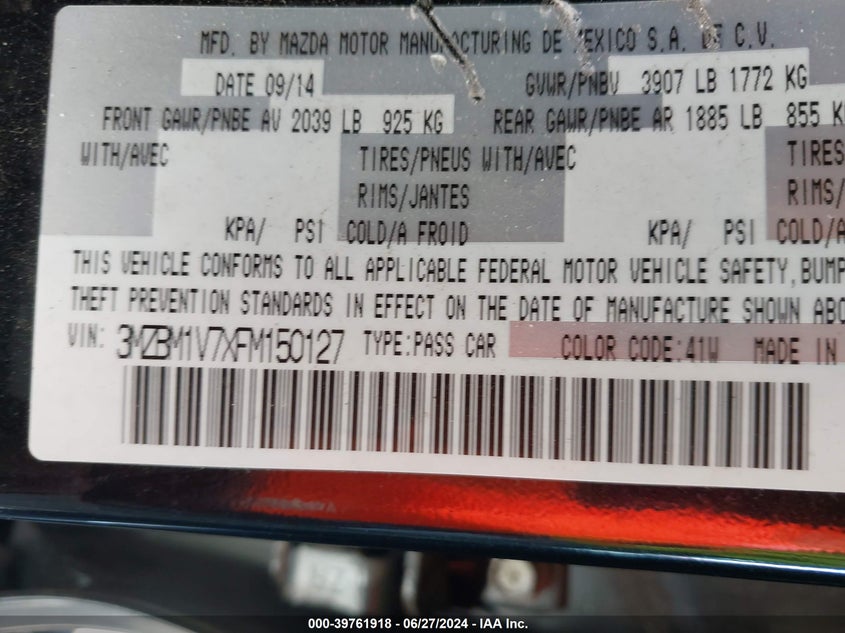 MFD. BY MAZDA MOTOR MANUFACTURING DE MEXICO S.A. DE C.V.
DATE 09/14 GVWR/PNBV 3907 LB 1772 KG
FRONT GAWR/PNBE AV 2039 LB 925 KG REAR GAWR/PNBE AR 1885 LB 855 K
WITH/AVEC TIRES/PNEUS WITH/AVEC TIRES
RIMS/JANTES RIMS/
KPA/ PSI COLD/A FROID KPA/ PSI COLD/A
THIS VEHICLE CONFORMS TO ALL APPLICABLE FEDERAL MOTOR VEHICLE SAFETY, BUMP
THEFT PREVENTION STANDARDS IN EFFECT ON THE DATE OF MANUFACTURE SHOWN ABO
VIN: 3MZBM1V7XFM150127 TYPE: PASS CAR COLOR CODE: 41W MADE IN
000-39761918 - 06/27/2024 - IAA Inc.